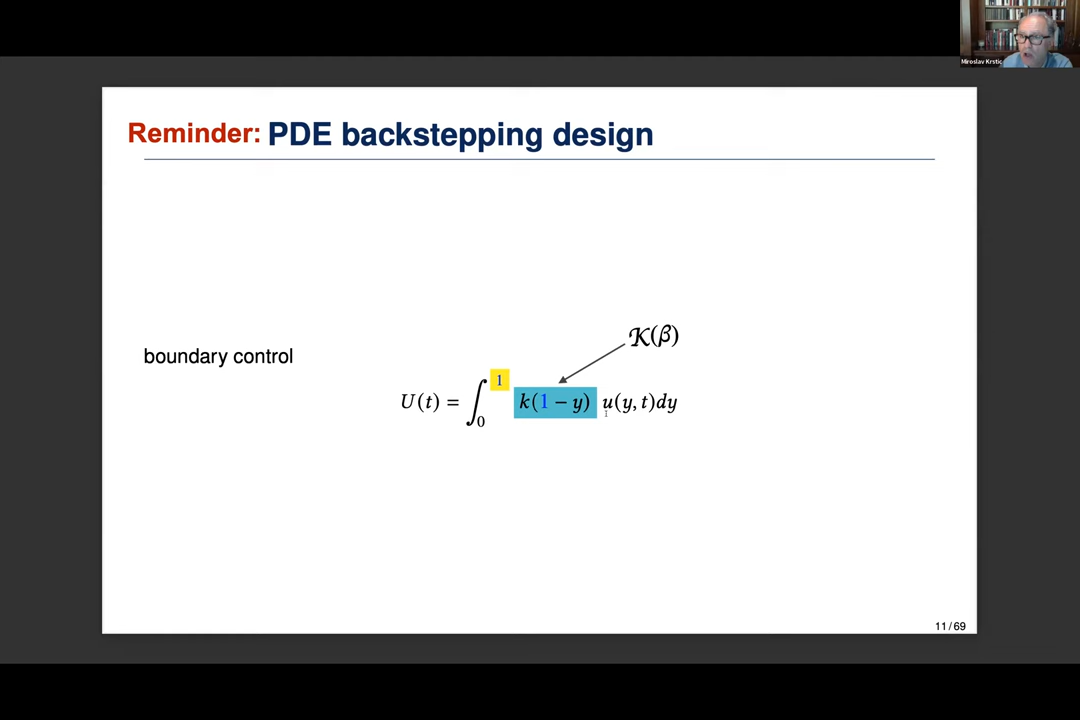 Miroslav Krstic
Reminder: PDE backstepping design
𝒦(β)
boundary control
U(t) = ∫₀¹ k(1 − y) u(y, t)dy
11/69